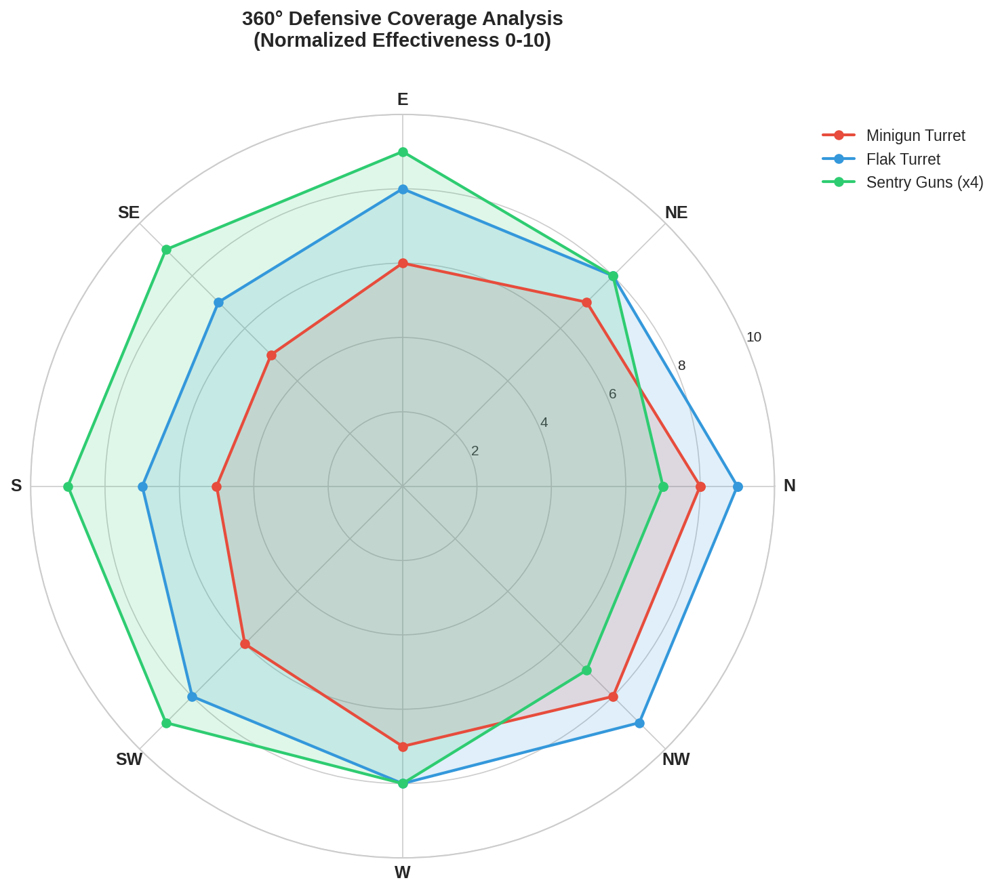 360° Defensive Coverage Analysis
(Normalized Effectiveness 0-10)
E
Minigun Turret
Flak Turret
Sentry Guns (x4)
SE
NE
10
8
6
4
2
S
N
SW
NW
W